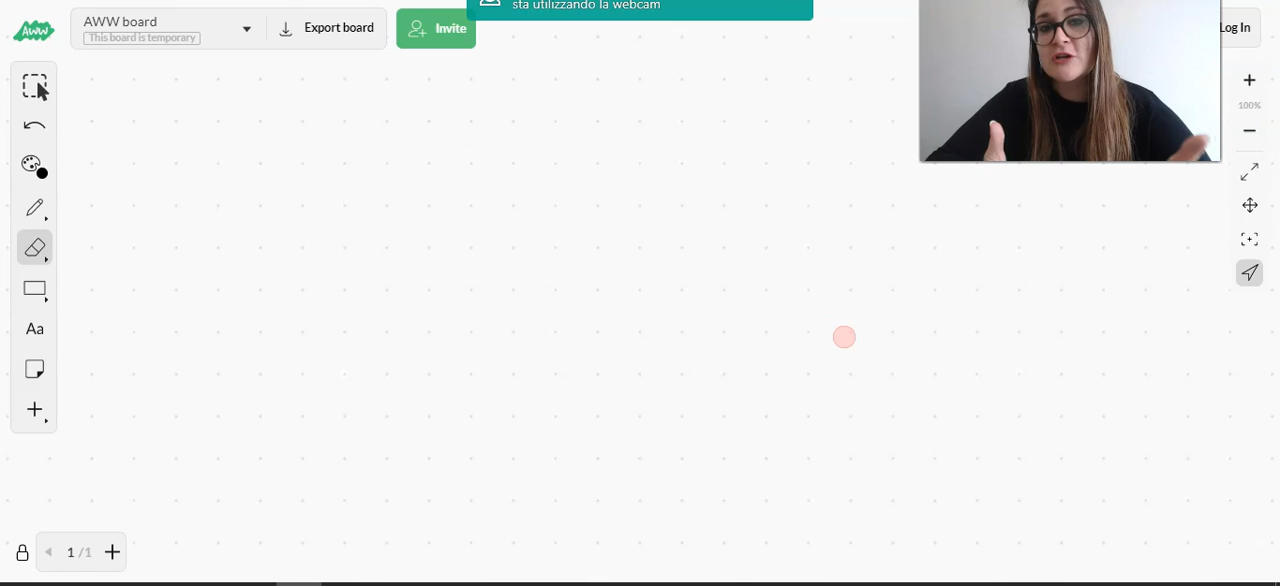 sta utilizzando la webcam
AWW
AWW board
This board is temporary
Export board
Invite
Log In
100%
Aa
1 /1